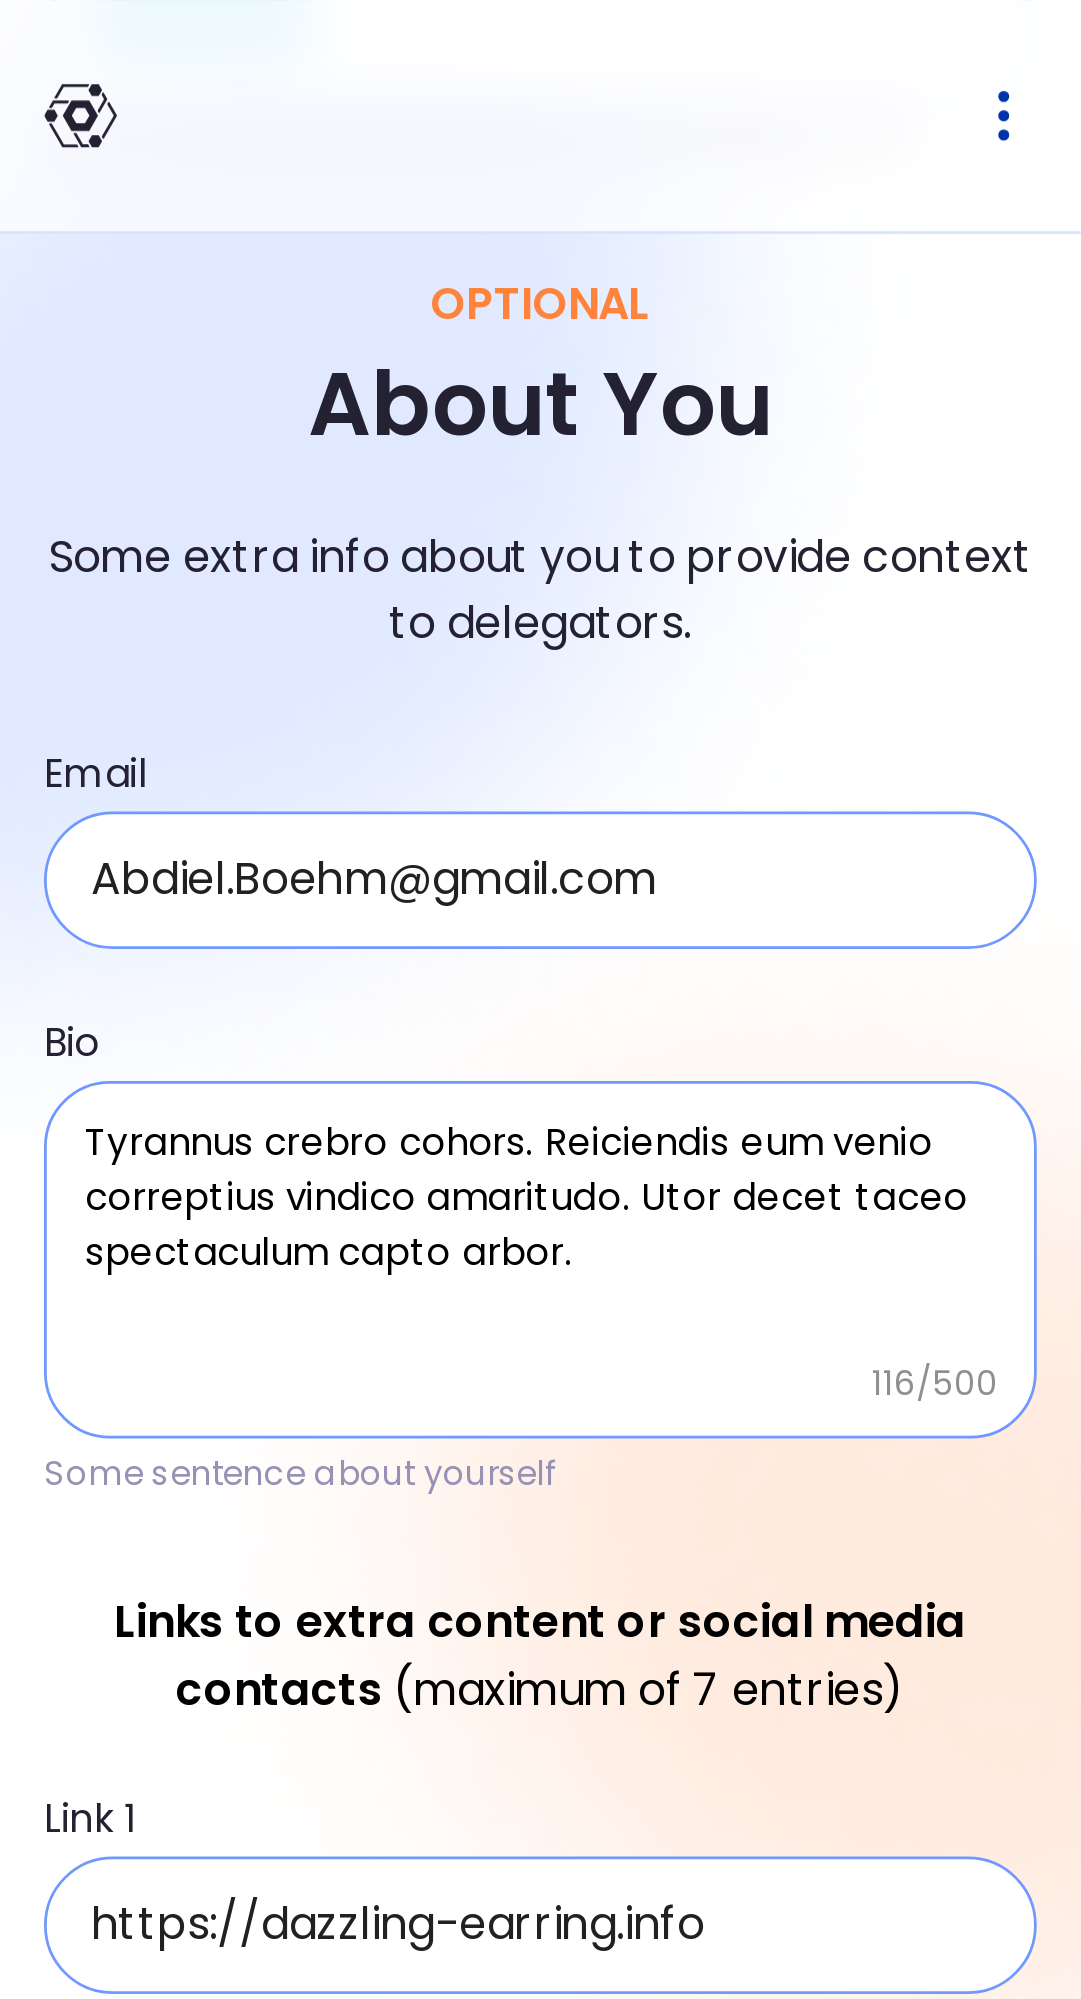 OPTIONAL
About You
Some extra info about you to provide context
to delegators.
Email
Abdiel.Boehm@gmail.com
Bio
Tyrannus crebro cohors. Reiciendis eum venio
correptius vindico amaritudo. Utor decet taceo
spectaculum capto arbor.
116/500
Some sentence about yourself
Links to extra content or social media
contacts (maximum of 7 entries)
Link 1
https://dazzling-earring.info